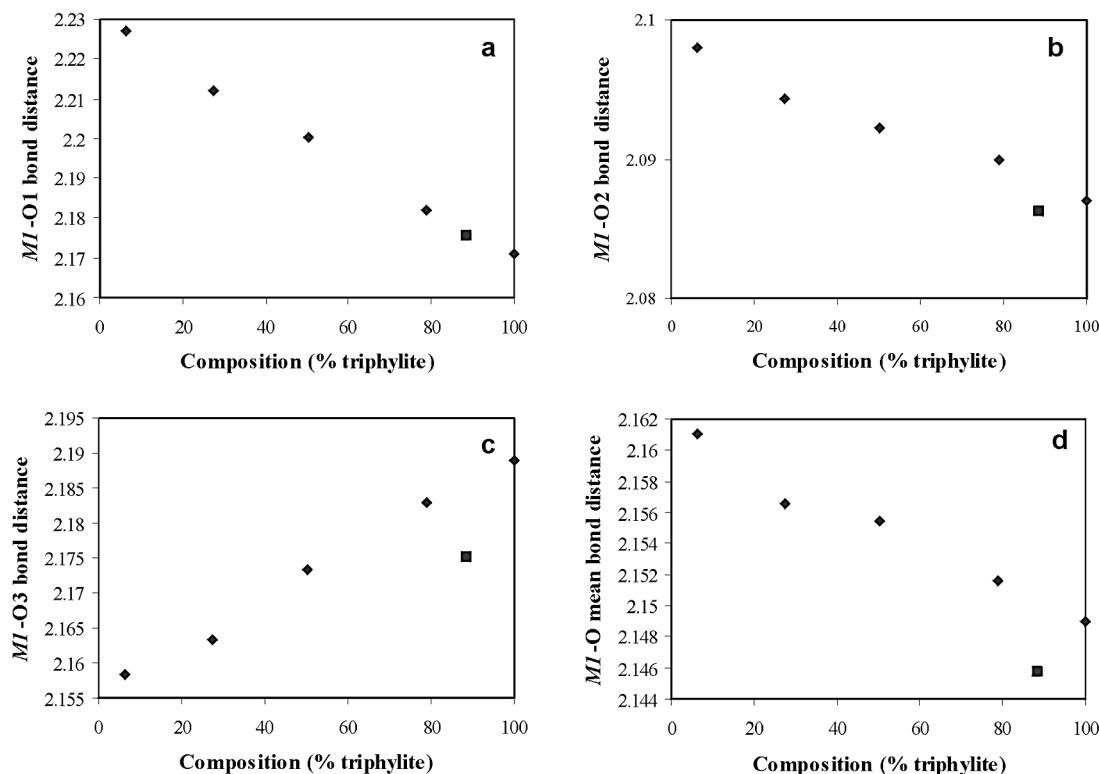 a
M1-O1 bond distance
2.23
2.22
2.21
2.2
2.19
2.18
2.17
2.16
0 20 40 60 80 100
Composition (% triphylite)
b
M1-O2 bond distance
2.1
2.09
2.08
0 20 40 60 80 100
Composition (% triphylite)
c
M1-O3 bond distance
2.195
2.19
2.185
2.18
2.175
2.17
2.165
2.16
2.155
0 20 40 60 80 100
Composition (% triphylite)
d
M1-O mean bond distance
2.162
2.16
2.158
2.156
2.154
2.152
2.15
2.148
2.146
2.144
0 20 40 60 80 100
Composition (% triphylite)